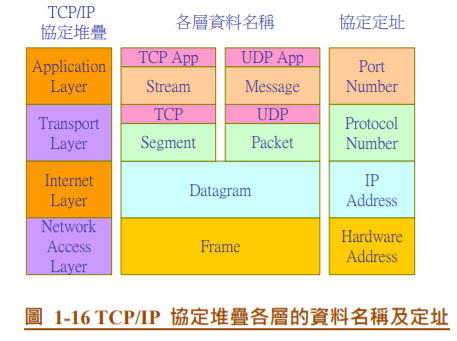 TCP/IP
協定堆疊
各層資料名稱
協定定址
Application
Layer
TCP App
Stream
UDP App
Message
Port
Number
Transport
Layer
TCP
Segment
UDP
Packet
Protocol
Number
Internet
Layer
Datagram
IP
Address
Network
Access
Layer
Frame
Hardware
Address
圖 1-16 TCP/IP 協定堆疊各層的資料名稱及定址